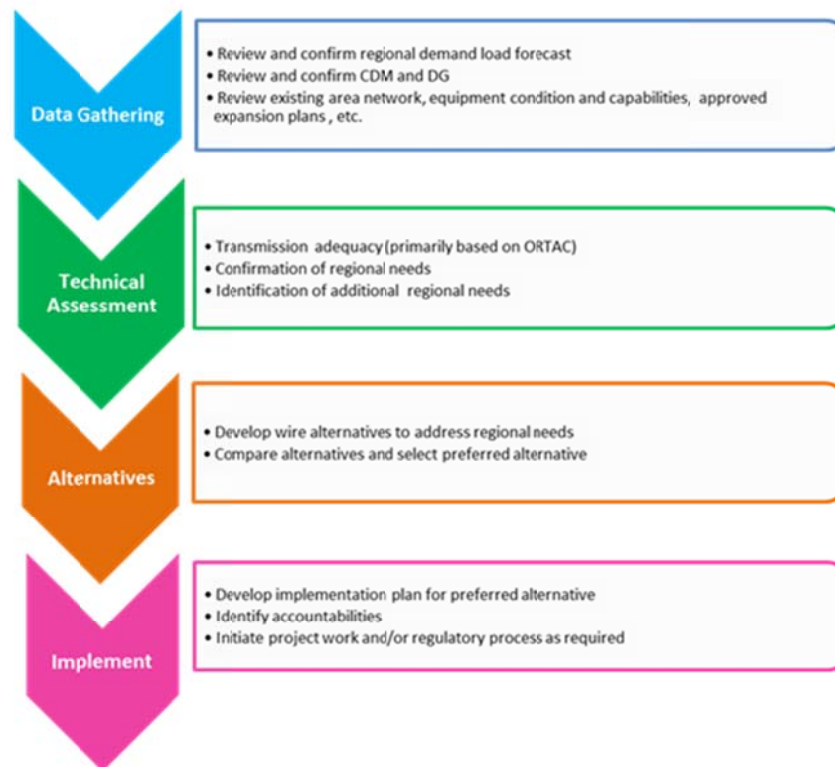 Data Gathering
• Review and confirm regional demand load forecast
• Review and confirm CDM and DG
• Review existing area network, equipment condition and capabilities, approved
expansion plans , etc.
Technical
Assessment
• Transmission adequacy (primarily based on ORTAC)
• Confirmation of regional needs
• Identification of additional regional needs
Alternatives
• Develop wire alternatives to address regional needs
• Compare alternatives and select preferred alternative
Implement
• Develop implementation plan for preferred alternative
• Identify accountabilities
• Initiate project work and/or regulatory process as required